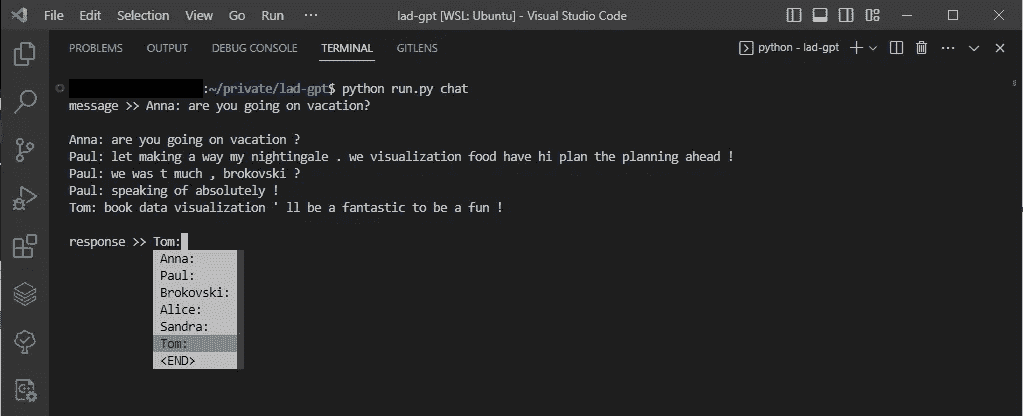 File Edit Selection View Go Run ··· lad-gpt [WSL: Ubuntu] - Visual Studio Code
PROBLEMS OUTPUT DEBUG CONSOLE TERMINAL GITLENS python - lad-gpt
:~/private/lad-gpt$ python run.py chat
message >> Anna: are you going on vacation?
Anna: are you going on vacation ?
Paul: let making a way my nightingale . we visualization food have hi plan the planning ahead !
Paul: we was t much , brokovski ?
Paul: speaking of absolutely !
Tom: book data visualization ' ll be a fantastic to be a fun !
response >> Tom:
Anna:
Paul:
Brokovski:
Alice:
Sandra:
Tom:
<END>